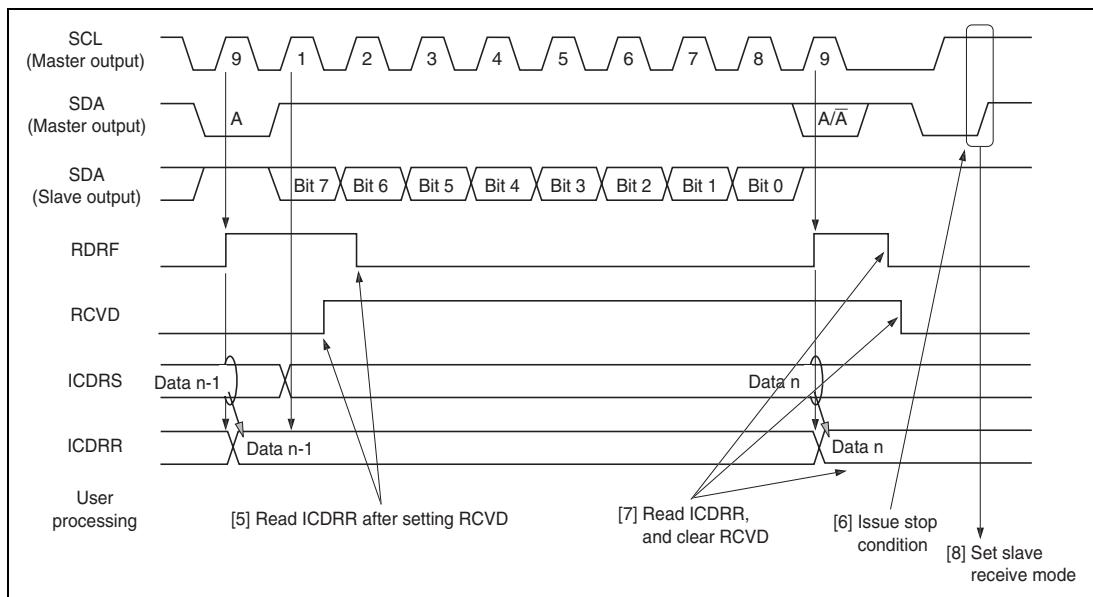 SCL
(Master output)
9 1 2 3 4 5 6 7 8 9
SDA
(Master output)
A A/A̅
SDA
(Slave output)
Bit 7 Bit 6 Bit 5 Bit 4 Bit 3 Bit 2 Bit 1 Bit 0
RDRF
RCVD
ICDRS
Data n-1 Data n
ICDRR
Data n-1 Data n
User
processing
[5] Read ICDRR after setting RCVD
[7] Read ICDRR,
and clear RCVD
[6] Issue stop
condition
[8] Set slave
receive mode